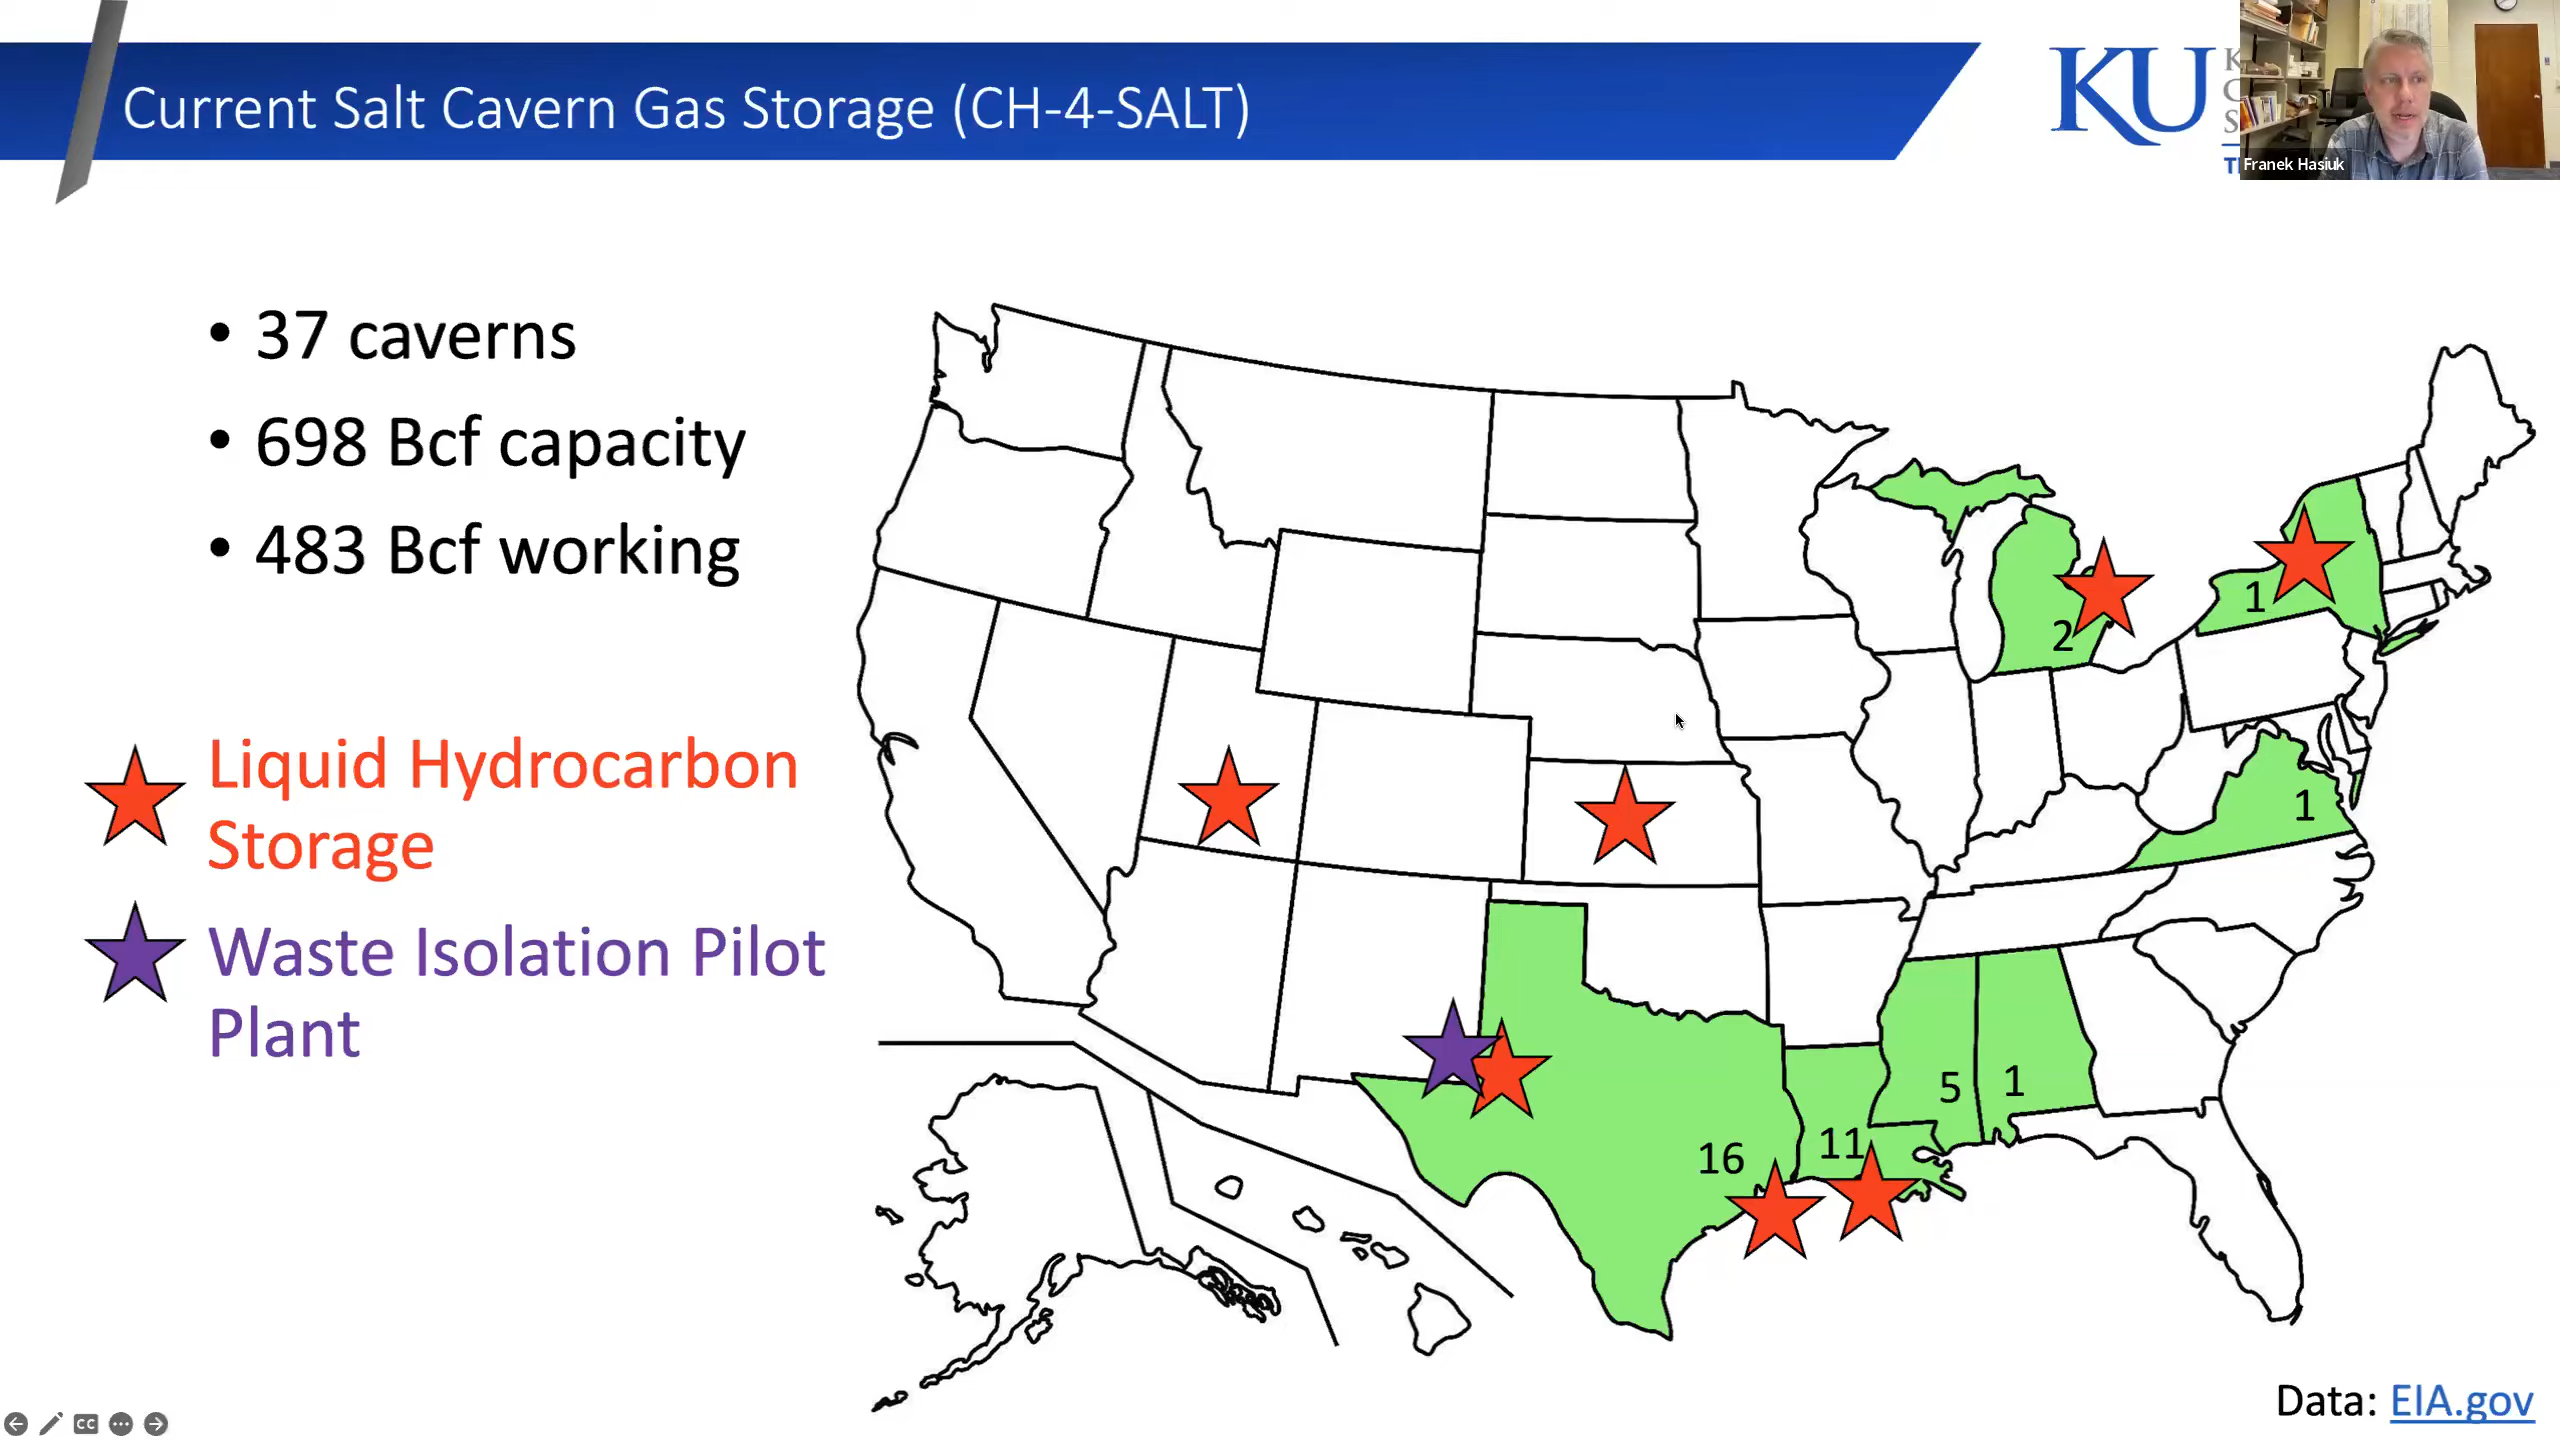 Current Salt Cavern Gas Storage (CH-4-SALT)
KU
K
C
S
Franek Hasiuk
• 37 caverns
• 698 Bcf capacity
• 483 Bcf working
Liquid Hydrocarbon
Storage
Waste Isolation Pilot
Plant
1
2
1
5
1
11
16
Data: EIA.gov
CC